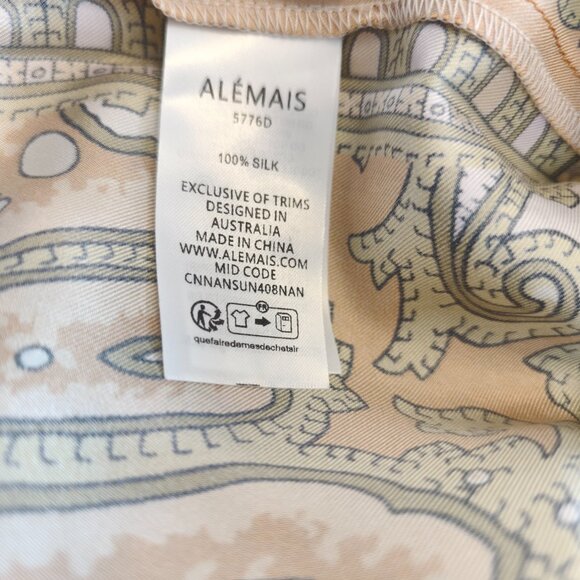 ALÉMAIS
5776D
100% SILK
EXCLUSIVE OF TRIMS
DESIGNED IN
AUSTRALIA
MADE IN CHINA
WWW.ALEMAIS.COM
MID CODE
CNNANSUN408NAN
FR
quefairedemesdechetsfr